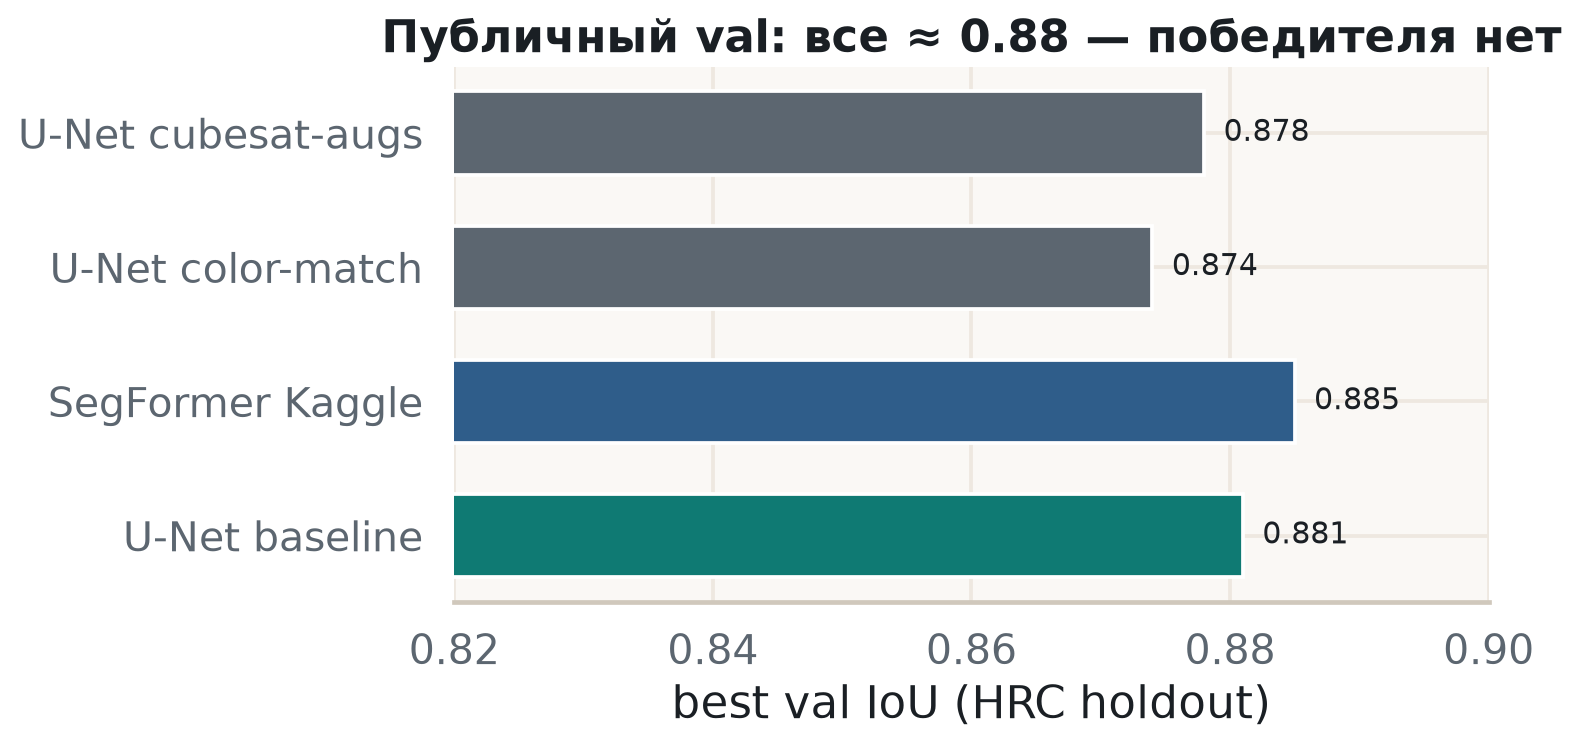 Публичный val: все ≈ 0.88 — победителя нет
U-Net cubesat-augs
0.878
U-Net color-match
0.874
SegFormer Kaggle
0.885
U-Net baseline
0.881
0.82 0.84 0.86 0.88 0.90
best val IoU (HRC holdout)